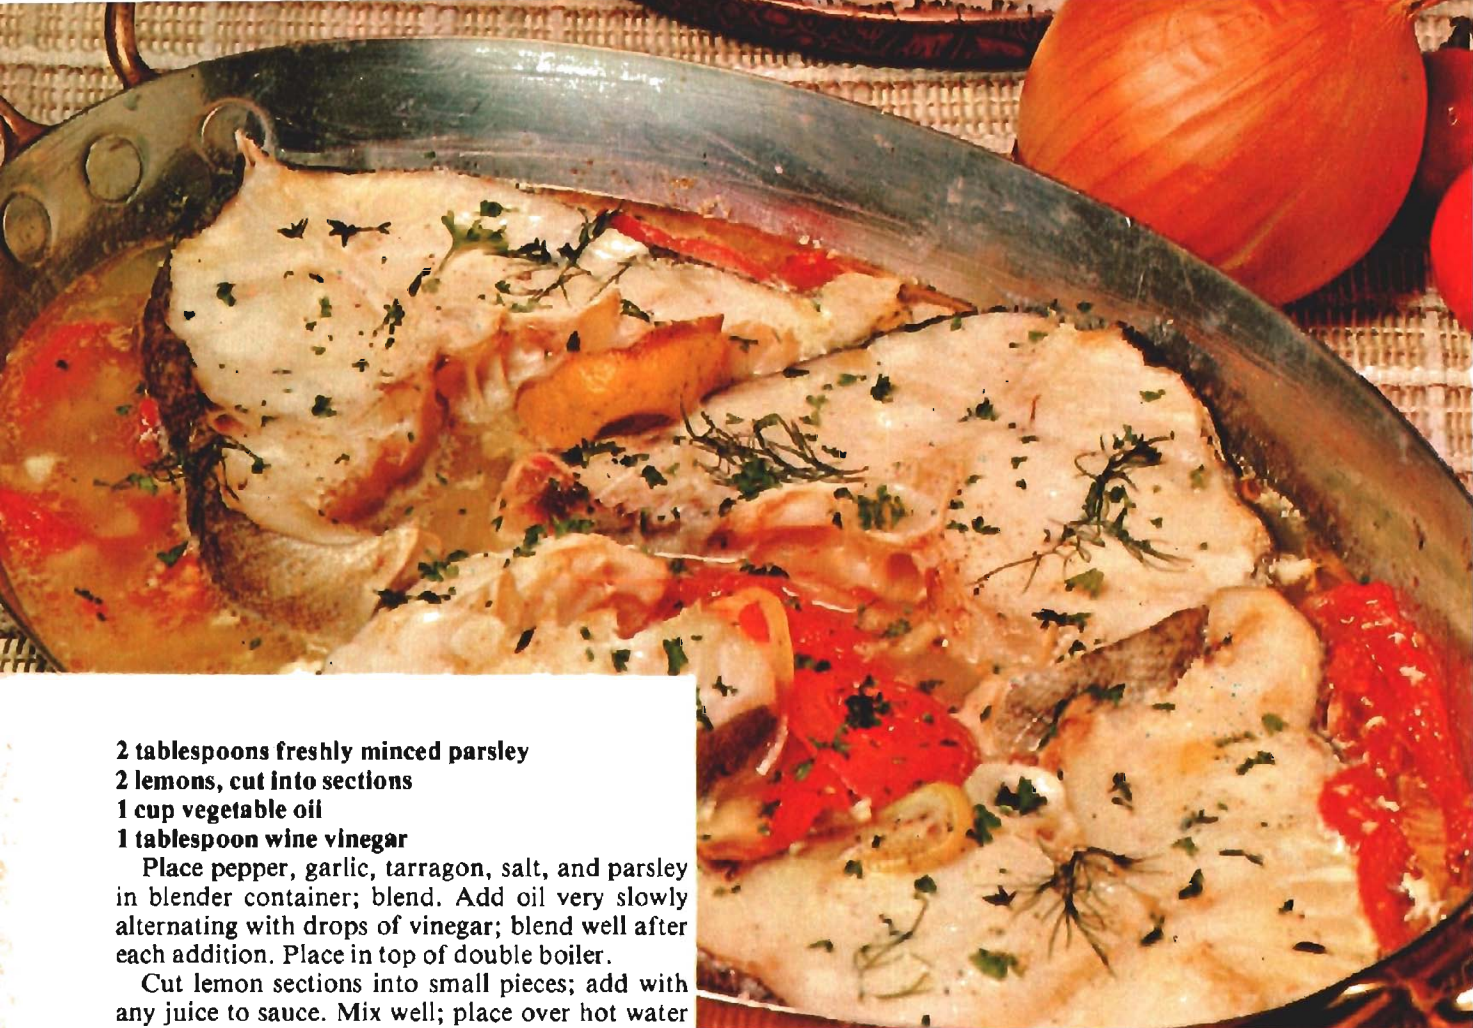 2 tablespoons freshly minced parsley
2 lemons, cut into sections
1 cup vegetable oil
1 tablespoon wine vinegar
Place pepper, garlic, tarragon, salt, and parsley
in blender container; blend. Add oil very slowly
alternating with drops of vinegar; blend well after
each addition. Place in top of double boiler.
Cut lemon sections into small pieces; add with
any juice to sauce. Mix well; place over hot water